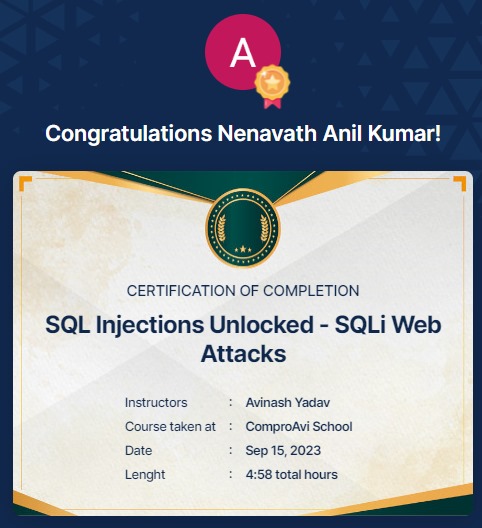 A
Congratulations Nenavath Anil Kumar!
CERTIFICATION OF COMPLETION
SQL Injections Unlocked - SQLi Web
Attacks
Instructors : Avinash Yadav
Course taken at : ComproAvi School
Date : Sep 15, 2023
Lenght : 4:58 total hours